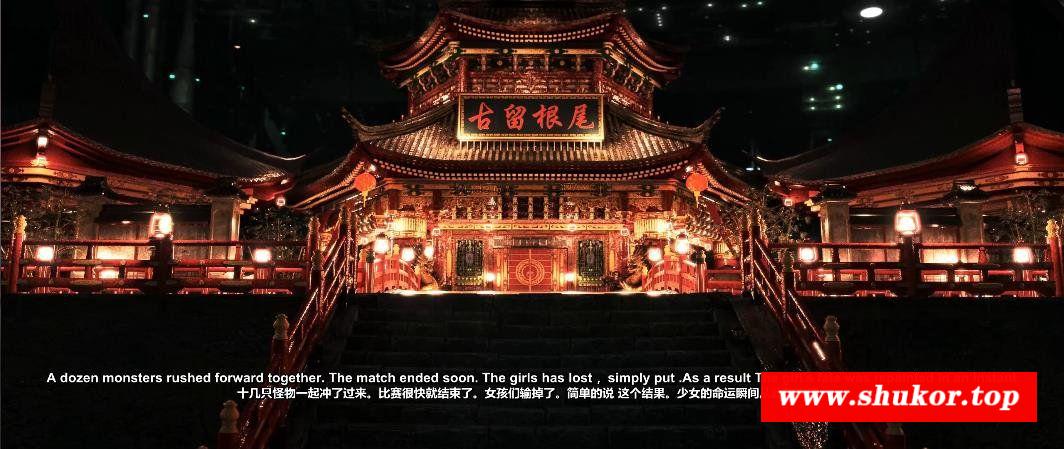 古留根尾
A dozen monsters rushed forward together. The match ended soon. The girls has lost , simply put .As a result T
十几只怪物一起冲了过来。比赛很快就结束了。女孩们输掉了。简单的说 这个结果。少女的命运瞬间
www.shukor.top